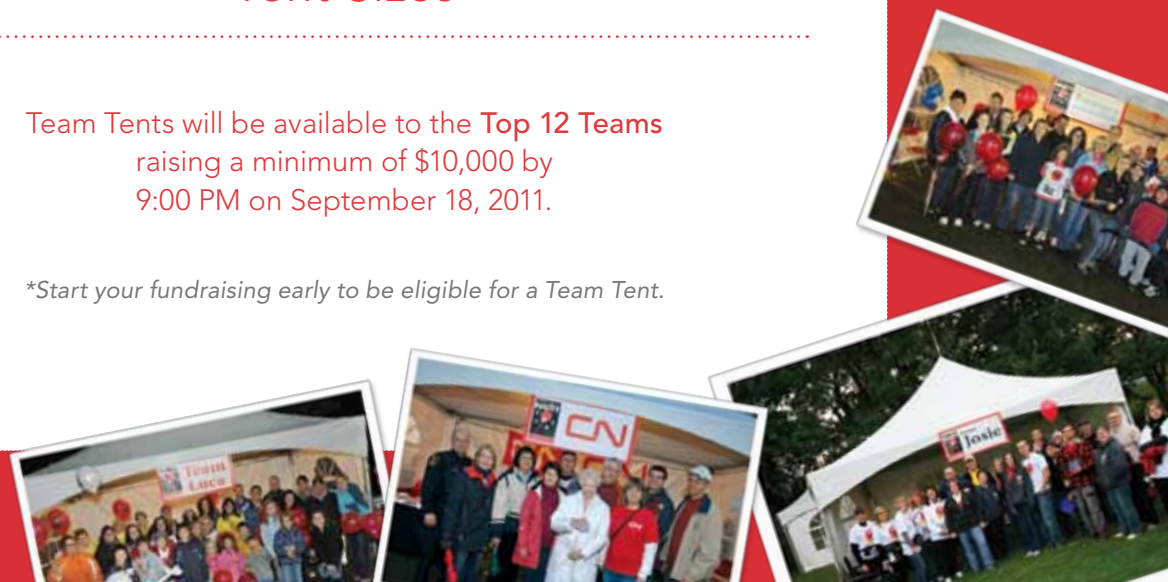 Team Tents will be available to the Top 12 Teams
raising a minimum of $10,000 by
9:00 PM on September 18, 2011.
*Start your fundraising early to be eligible for a Team Tent.
CN
Josie
Team
Luca